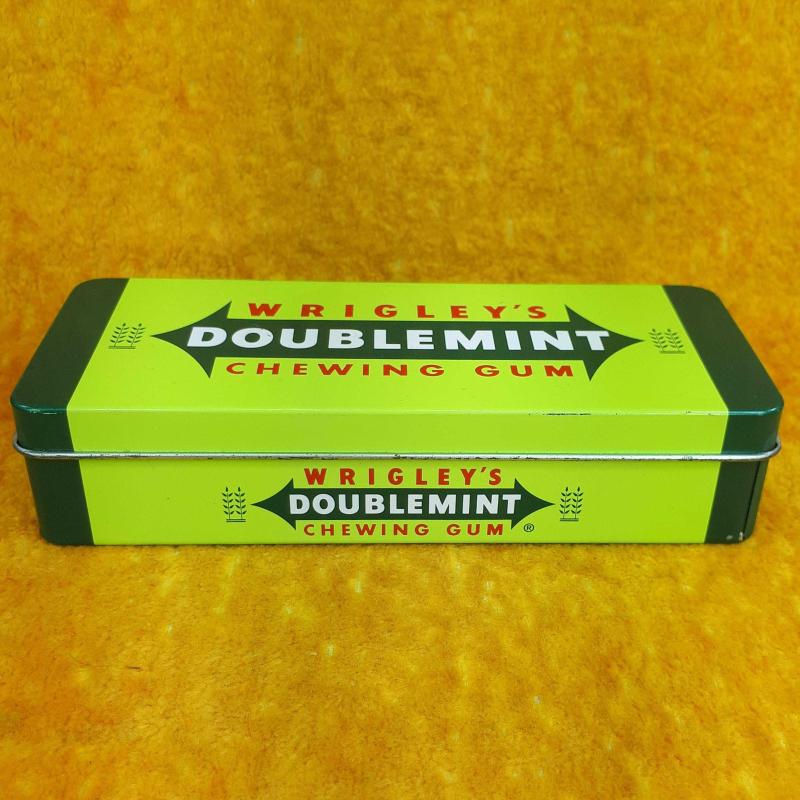 WRIGLEY'S
DOUBLEMINT
CHEWING GUM
WRIGLEY'S
DOUBLEMINT
CHEWING GUM ®